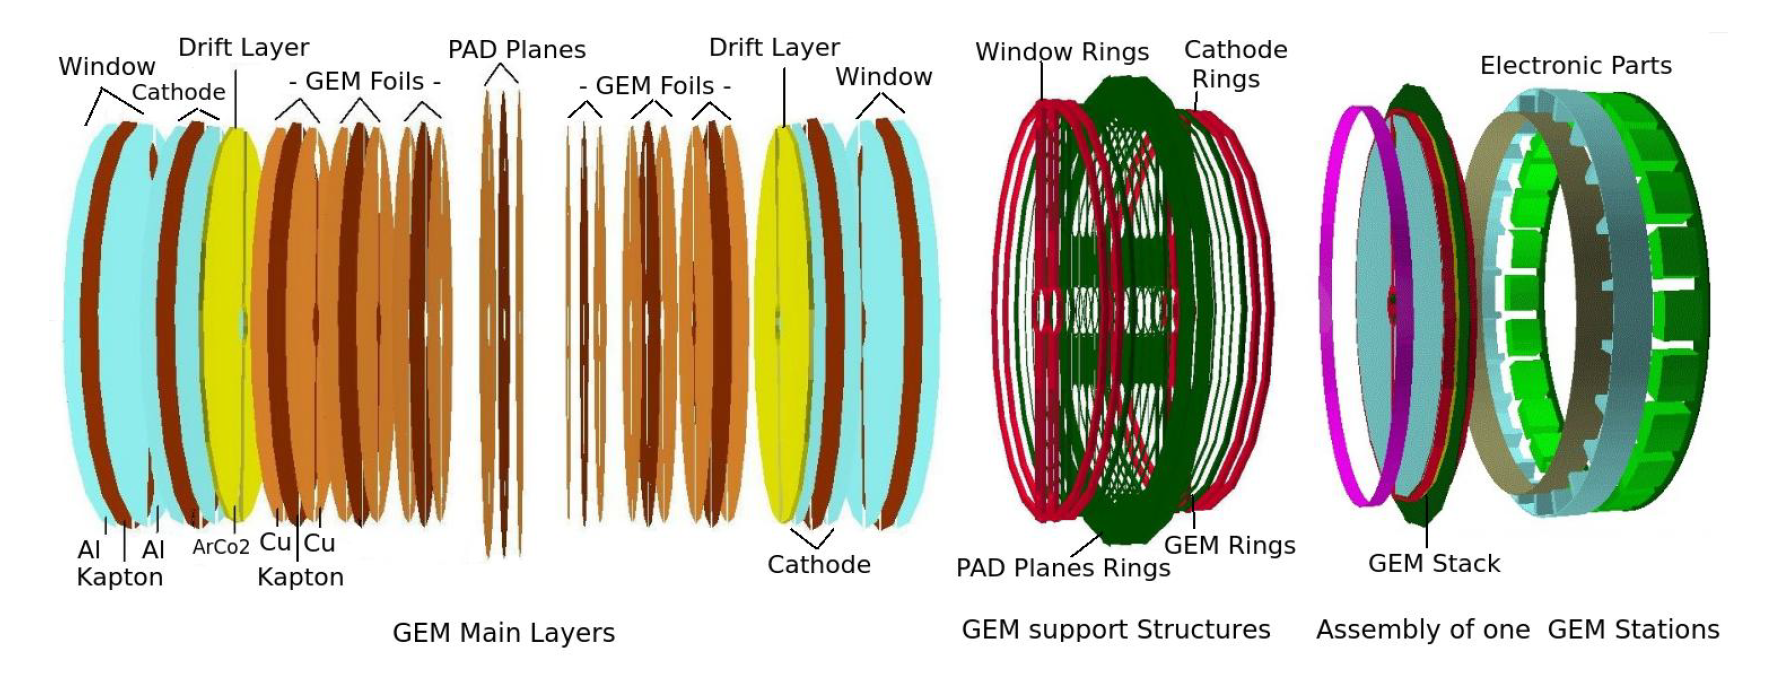 Drift Layer
Window
Cathode
- GEM Foils -
PAD Planes
- GEM Foils -
Drift Layer
Window
Al
Al
Kapton
ArCo2
Cu
Cu
Kapton
Cathode
GEM Main Layers
Window Rings
Cathode
Rings
PAD Planes Rings
GEM Rings
GEM support Structures
Electronic Parts
GEM Stack
Assembly of one GEM Stations